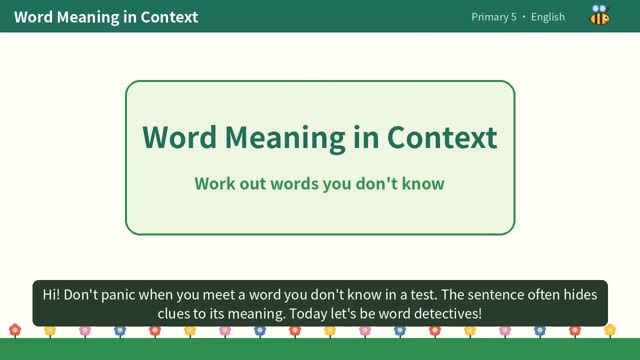 Word Meaning in Context
Primary 5 • English
Word Meaning in Context
Work out words you don't know
Hi! Don't panic when you meet a word you don't know in a test. The sentence often hides
clues to its meaning. Today let's be word detectives!